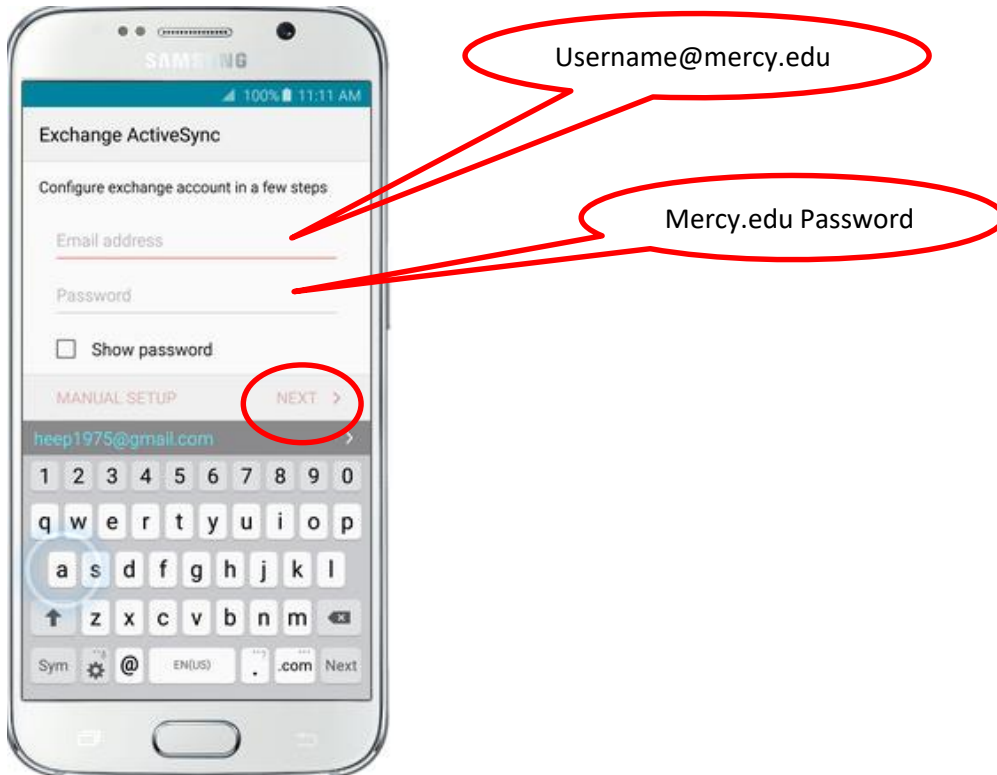 Username@mercy.edu
SAMSUNG
100% 11:11 AM
Exchange ActiveSync
Configure exchange account in a few steps
Mercy.edu Password
Email address
Password
Show password
MANUAL SETUP NEXT >
heep1975@gmail.com >
1 2 3 4 5 6 7 8 9 0
q w e r t y u i o p
a s d f g h j k l
z x c v b n m
Sym @ EN(US) . .com Next